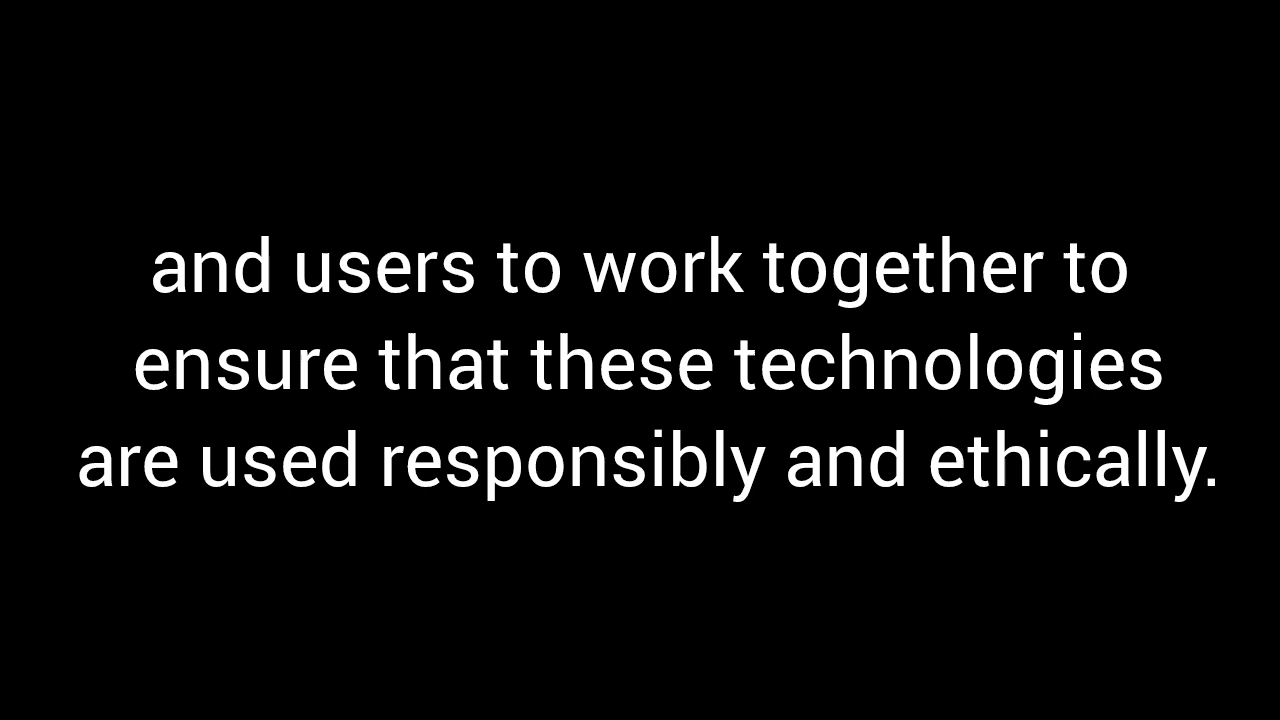 and users to work together to
ensure that these technologies
are used responsibly and ethically.